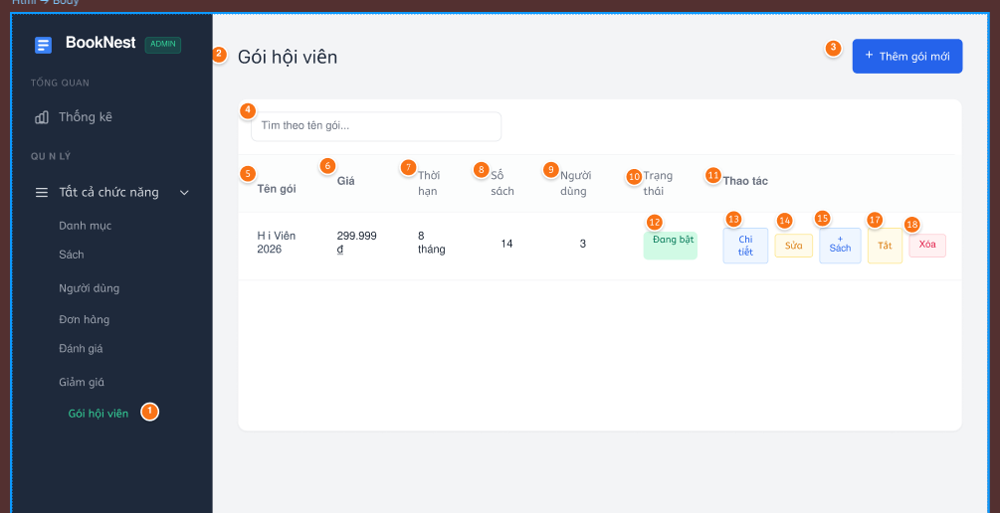 Html → Body
BookNest ADMIN
TỔNG QUAN
Thống kê
QU N LÝ
Tất cả chức năng
Danh mục
Sách
Người dùng
Đơn hàng
Đánh giá
Giảm giá
Gói hội viên 1
2 Gói hội viên
3 + Thêm gói mới
4
Tìm theo tên gói...
5 Tên gói
6 Giá
7 Thời
hạn
8 Số
sách
9 Người
dùng
10 Trạng
thái
11 Thao tác
H i Viên
2026
299.999
đ
8
tháng
14
3
12
Đang bật
13
Chi
tiết
14
Sửa
15
+
Sách
17
Tắt
18
Xóa